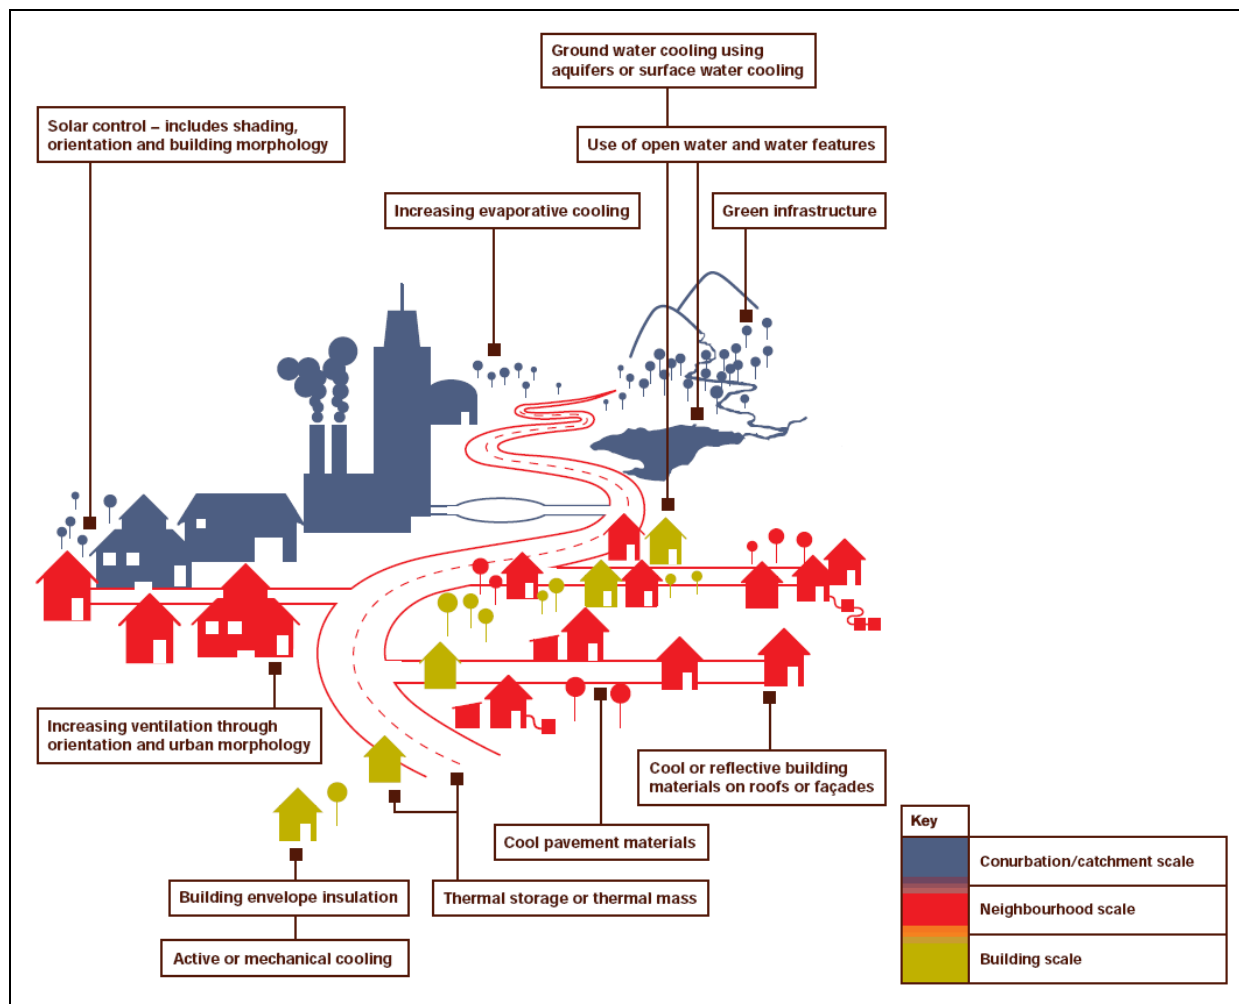 Ground water cooling using
aquifers or surface water cooling
Solar control – includes shading,
orientation and building morphology
Use of open water and water features
Increasing evaporative cooling
Green infrastructure
Increasing ventilation through
orientation and urban morphology
Cool or reflective building
materials on roofs or façades
Cool pavement materials
Building envelope insulation
Thermal storage or thermal mass
Active or mechanical cooling
Key
Conurbation/catchment scale
Neighbourhood scale
Building scale